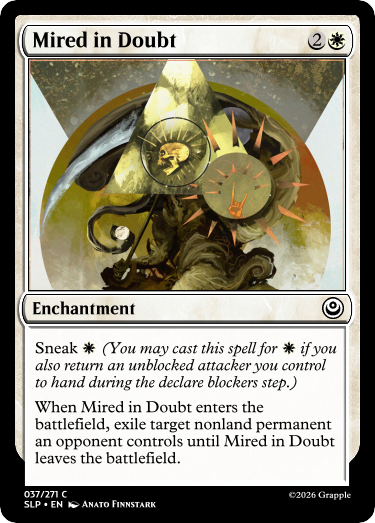 Mired in Doubt 2
Enchantment
Sneak (You may cast this spell for if you
also return an unblocked attacker you control
to hand during the declare blockers step.)
When Mired in Doubt enters the
battlefield, exile target nonland permanent
an opponent controls until Mired in Doubt
leaves the battlefield.
037/271 C
SLP • EN Anato Finnstark
©2026 Grapple